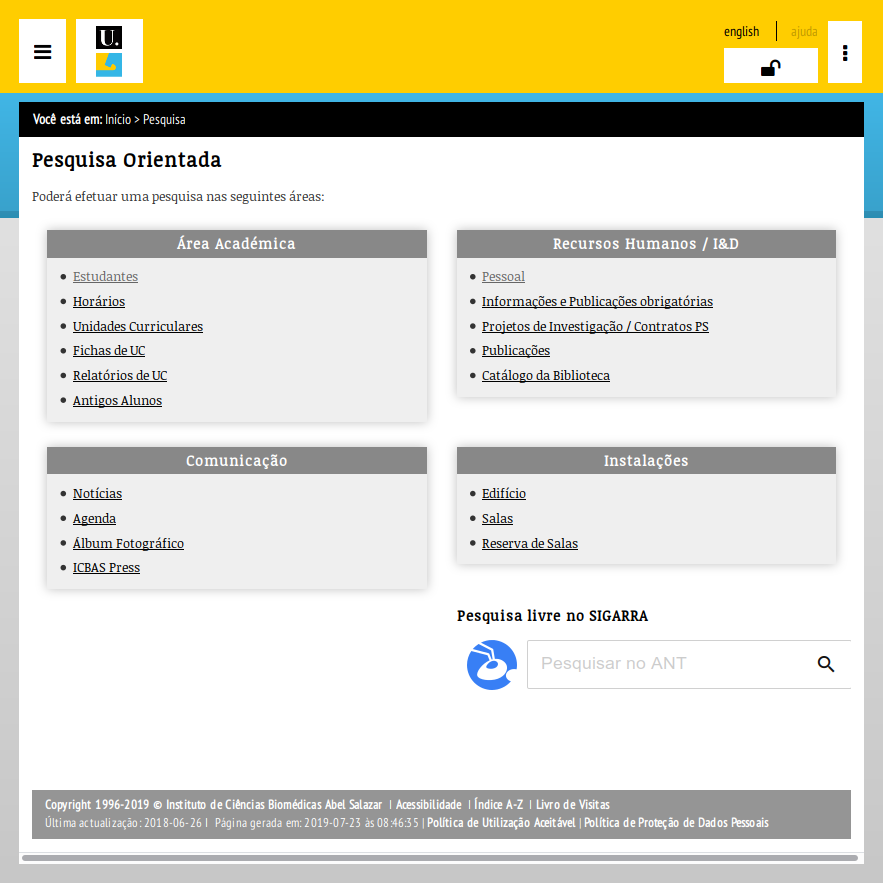 U.
english
ajuda
Você está em: Início > Pesquisa
Pesquisa Orientada
Poderá efetuar uma pesquisa nas seguintes áreas:
Área Académica
Estudantes
Horários
Unidades Curriculares
Fichas de UC
Relatórios de UC
Antigos Alunos
Recursos Humanos / I&D
Pessoal
Informações e Publicações obrigatórias
Projetos de Investigação / Contratos PS
Publicações
Catálogo da Biblioteca
Comunicação
Notícias
Agenda
Álbum Fotográfico
ICBAS Press
Instalações
Edifício
Salas
Reserva de Salas
Pesquisa livre no SIGARRA
Pesquisar no ANT
Copyright 1996-2019 © Instituto de Ciências Biomédicas Abel Salazar | Acessibilidade | Índice A-Z | Livro de Visitas
Última actualização: 2018-06-26 I Página gerada em: 2019-07-23 às 08:46:35 | Política de Utilização Aceitável | Política de Proteção de Dados Pessoais